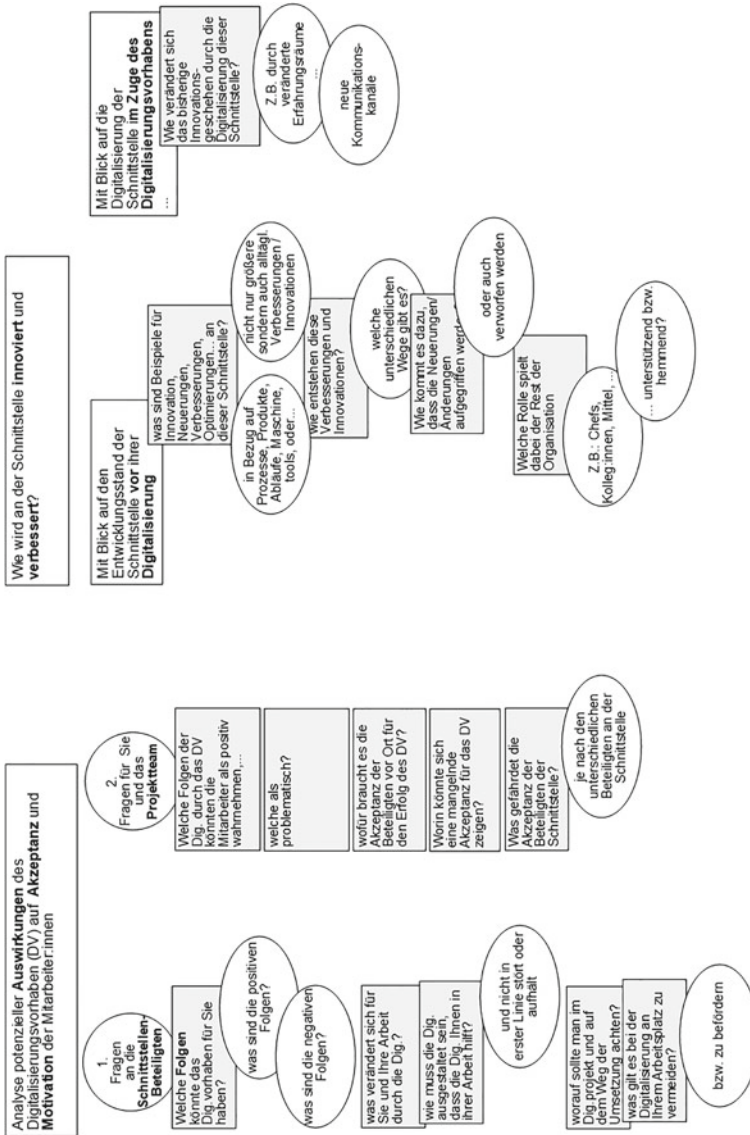 Analyse potenzieller Auswirkungen des
Digitalisierungsvorhaben (DV) auf Akzeptanz und
Motivation der Mitarbeiter:innen
1.
Fragen
an die
Schnittstellen-
Beteiligten
Welche Folgen
könnte das
Dig.vorhaben für Sie
haben?
was sind die positiven
Folgen?
was sind die negativen
Folgen?
was verändert sich für
Sie und Ihre Arbeit
durch die Dig.?
wie muss die Dig.
ausgestaltet sein,
dass die Dig. Ihnen in
ihrer Arbeit hilft?
und nicht in
erster Linie stört oder
aufhält
worauf sollte man im
Dig.projekt und auf
dem Weg der
Umsetzung achten?
was gilt es bei der
Digitalisierung an
Ihrem Arbeitsplatz zu
vermeiden?
bzw. zu befördern
2.
Fragen für Sie
und das
Projektteam
Welche Folgen der
Dig. durch das DV
könnten die
Mitarbeiter als positiv
wahrnehmen,...
welche als
problematisch?
wofür braucht es die
Akzeptanz der
Beteiligten vor Ort für
den Erfolg des DV?
Worin könnte sich
eine mangelnde
Akzeptanz für das DV
zeigen?
Was gefährdet die
Akzeptanz der
Beteiligten der
Schnittstelle?
je nach den
unterschiedlichen
Beteiligten an der
Schnittstelle
Wie wird an der Schnittstelle innoviert und
verbessert?
Mit Blick auf den
Entwicklungsstand der
Schnittstelle vor ihrer
Digitalisierung
was sind Beispiele für
Innovation,
Neuerungen,
Verbesserungen,
Optimierungen... an
dieser Schnittstelle?
in Bezug auf
Prozesse, Produkte,
Abläufe, Maschine,
tools, oder...
nicht nur größere
sondern auch alltägl.
Verbesserungen /
Innovationen
wie entstehen diese
Verbesserungen und
Innovationen?
welche
unterschiedlichen
Wege gibt es?
Wie kommt es dazu,
dass die Neuerungen/
Änderungen
aufgegriffen werde
oder auch
verworfen werden
Welche Rolle spielt
dabei der Rest der
Organisation
Z.B.: Chefs,
Kolleg:innen, Mittel,...
... unterstützend bzw.
hemmend?
Mit Blick auf die
Digitalisierung der
Schnittstelle im Zuge des
Digitalisierungsvorhabens
...
Wie verändert sich
das bisherige
Innovations-
geschehen durch die
Digitalisierung dieser
Schnittstelle?
Z.B. durch
veränderte
Erfahrungsräume
...
neue
Kommunikations-
kanäle